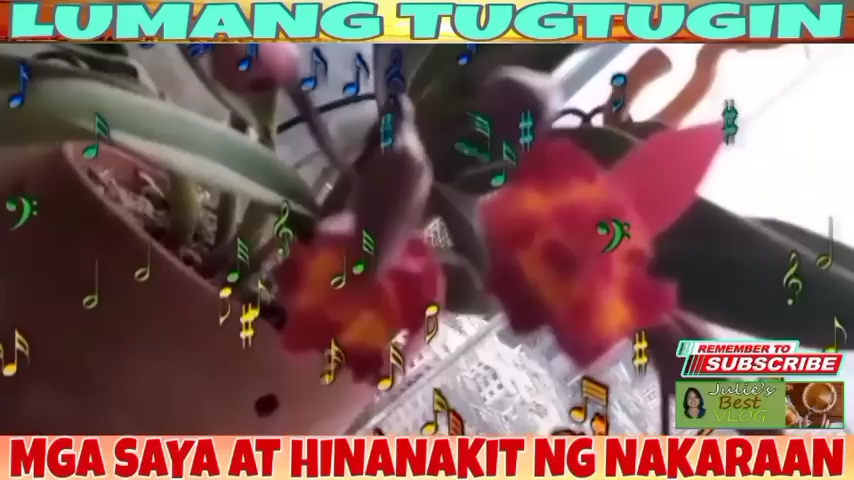 LUMANG TUGTUGIN
REMEMBER TO
SUBSCRIBE
Julie's
Best
VLOG
MGA SAYA AT HINANAKIT NG NAKARAAN